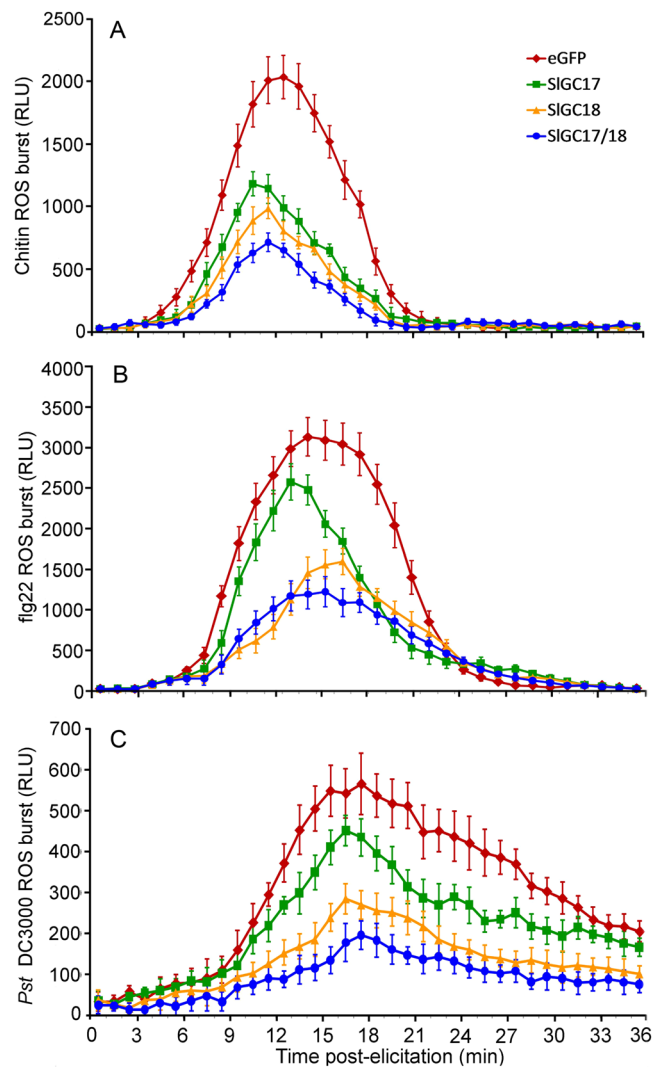 A
Chitin ROS burst (RLU)
2500
2000
1500
1000
500
0
eGFP
SlGC17
SlGC18
SlGC17/18
B
flg22 ROS burst (RLU)
4000
3500
3000
2500
2000
1500
1000
500
0
C
Pst DC3000 ROS burst (RLU)
700
600
500
400
300
200
100
0
0 3 6 9 12 15 18 21 24 27 30 33 36
Time post-elicitation (min)